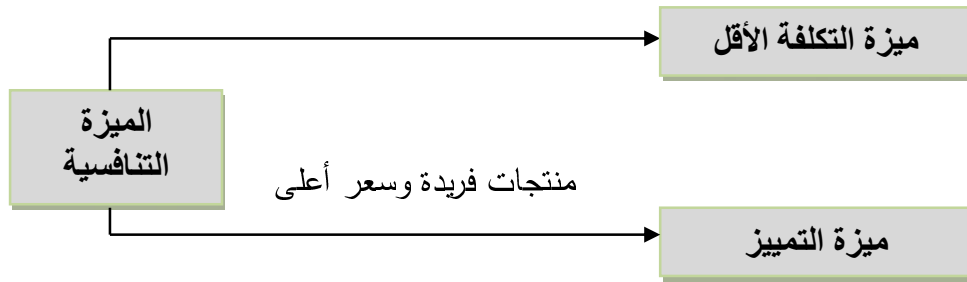 ميزة التكلفة الأقل
الميزة
التنافسية
منتجات فريدة وسعر أعلى
ميزة التمييز